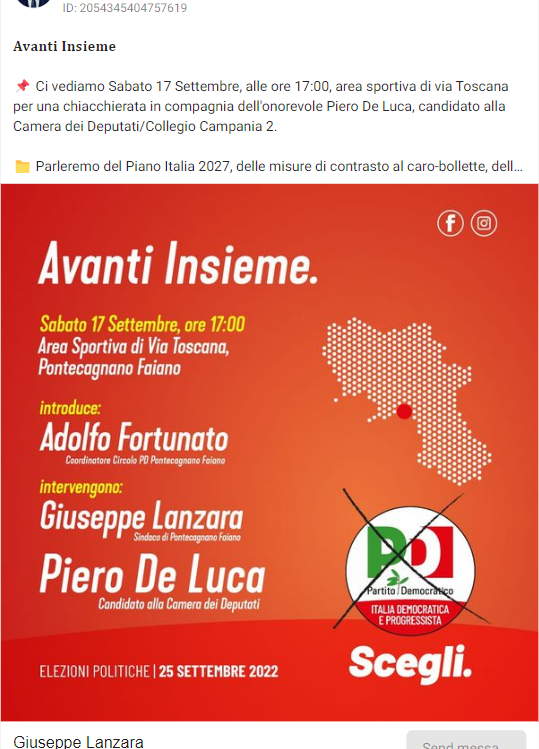 ID: 2054345404757619
Avanti Insieme
📌 Ci vediamo Sabato 17 Settembre, alle ore 17:00, area sportiva di via Toscana
per una chiacchierata in compagnia dell'onorevole Piero De Luca, candidato alla
Camera dei Deputati/Collegio Campania 2.
📁 Parleremo del Piano Italia 2027, delle misure di contrasto al caro-bollette, dell...
Avanti Insieme.
Sabato 17 Settembre, ore 17:00
Area Sportiva di Via Toscana,
Pontecagnano Faiano
introduce:
Adolfo Fortunato
Coordinatore Circolo PD Pontecagnano Faiano
intervengono:
Giuseppe Lanzara
Sindaco di Pontecagnano Faiano
Piero De Luca
Candidato alla Camera dei Deputati
PD
Partito Democratico
ITALIA DEMOCRATICA
E PROGRESSISTA
ELEZIONI POLITICHE | 25 SETTEMBRE 2022
Scegli.
Giuseppe Lanzara
Send messa...